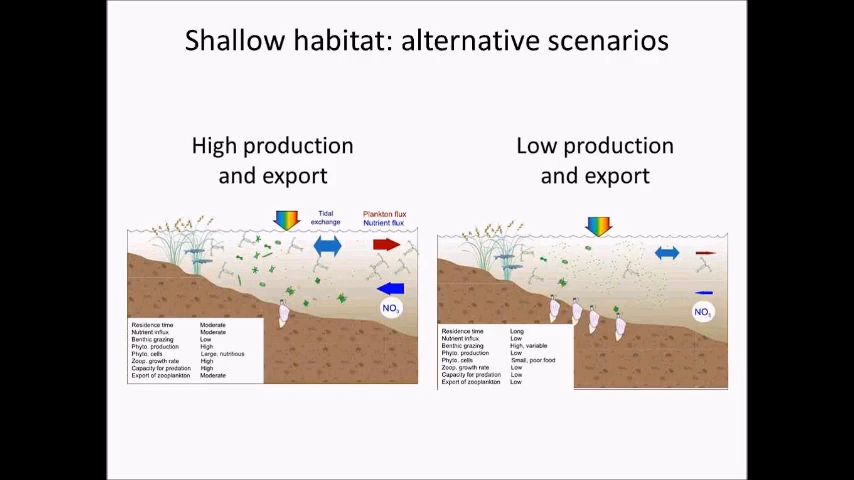 Shallow habitat: alternative scenarios
High production
and export
Tidal
exchange
Plankton flux
Nutrient flux
NO3
Residence time Moderate
Nutrient influx Moderate
Benthic grazing Low
Phyto. production High
Phyto. cells Large, nutritious
Zoop. growth rate High
Capacity for predation High
Export of zooplankton Moderate
Low production
and export
NO3
Residence time Long
Nutrient influx Low
Benthic grazing High, variable
Phyto. production Low
Phyto. cells Small, poor food
Zoop. growth rate Low
Capacity for predation Low
Export of zooplankton Low